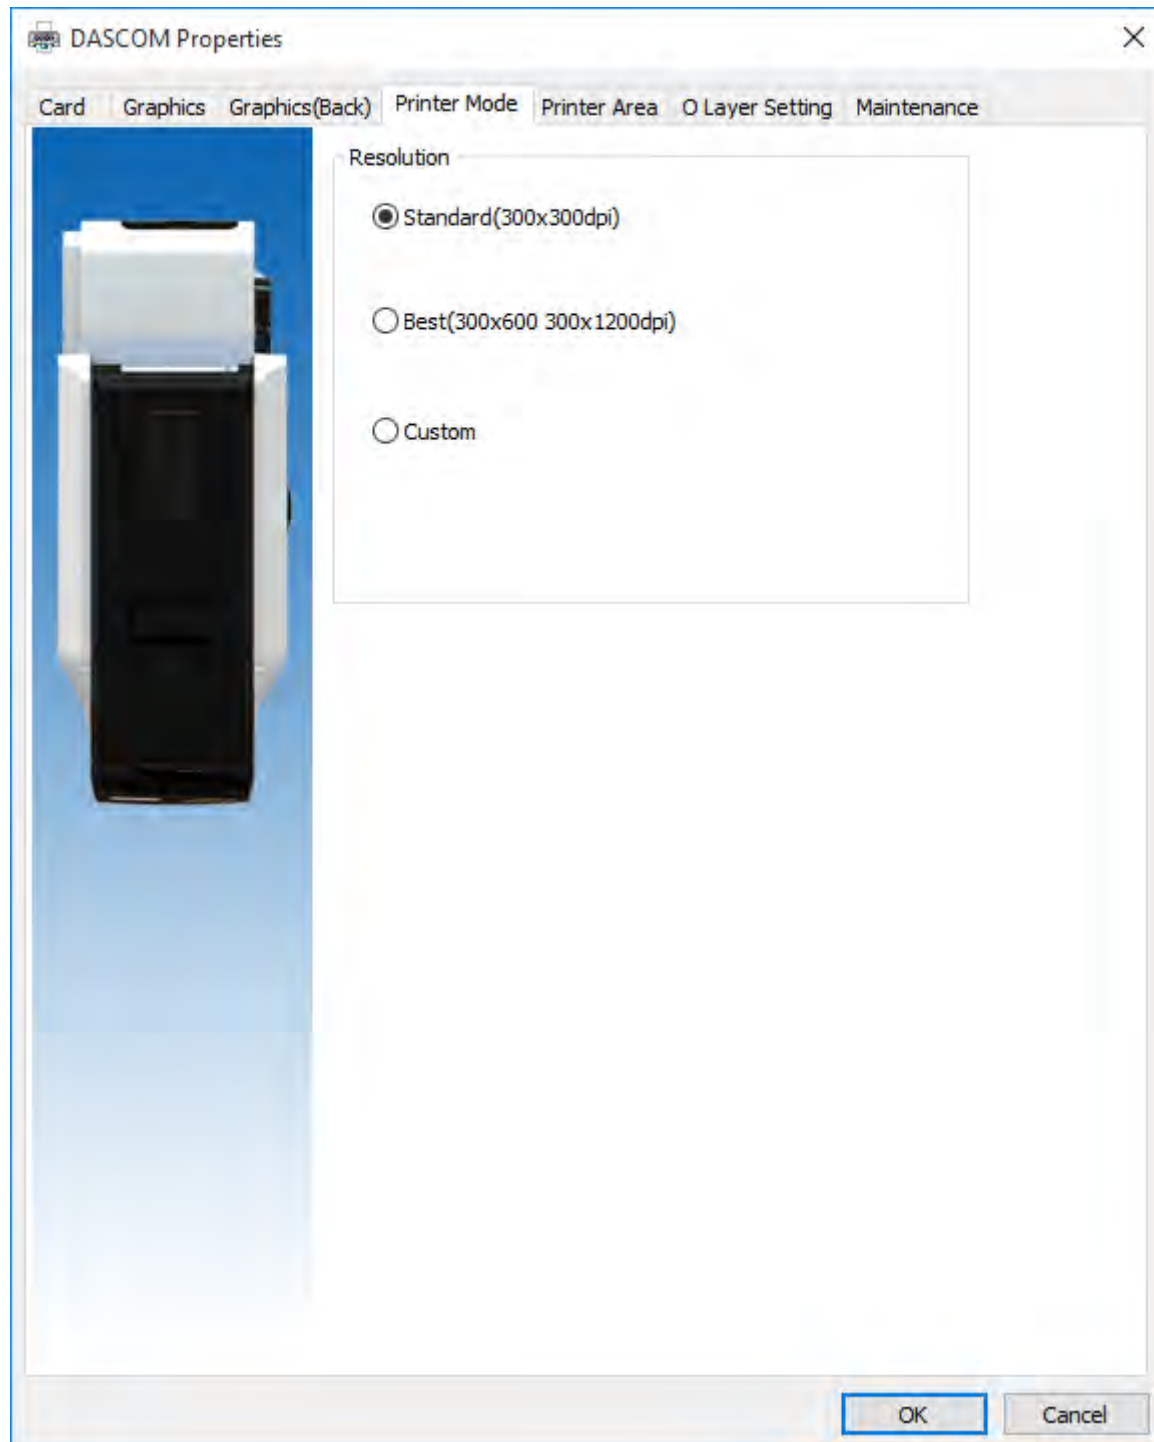 DASCOM Properties
Card Graphics Graphics(Back) Printer Mode Printer Area O Layer Setting Maintenance
Resolution
Standard(300x300dpi)
Best(300x600 300x1200dpi)
Custom
OK Cancel